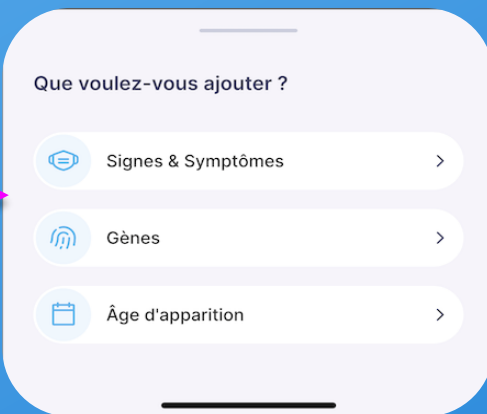 Que voulez-vous ajouter ?
Signes & Symptômes
Gènes
Âge d'apparition